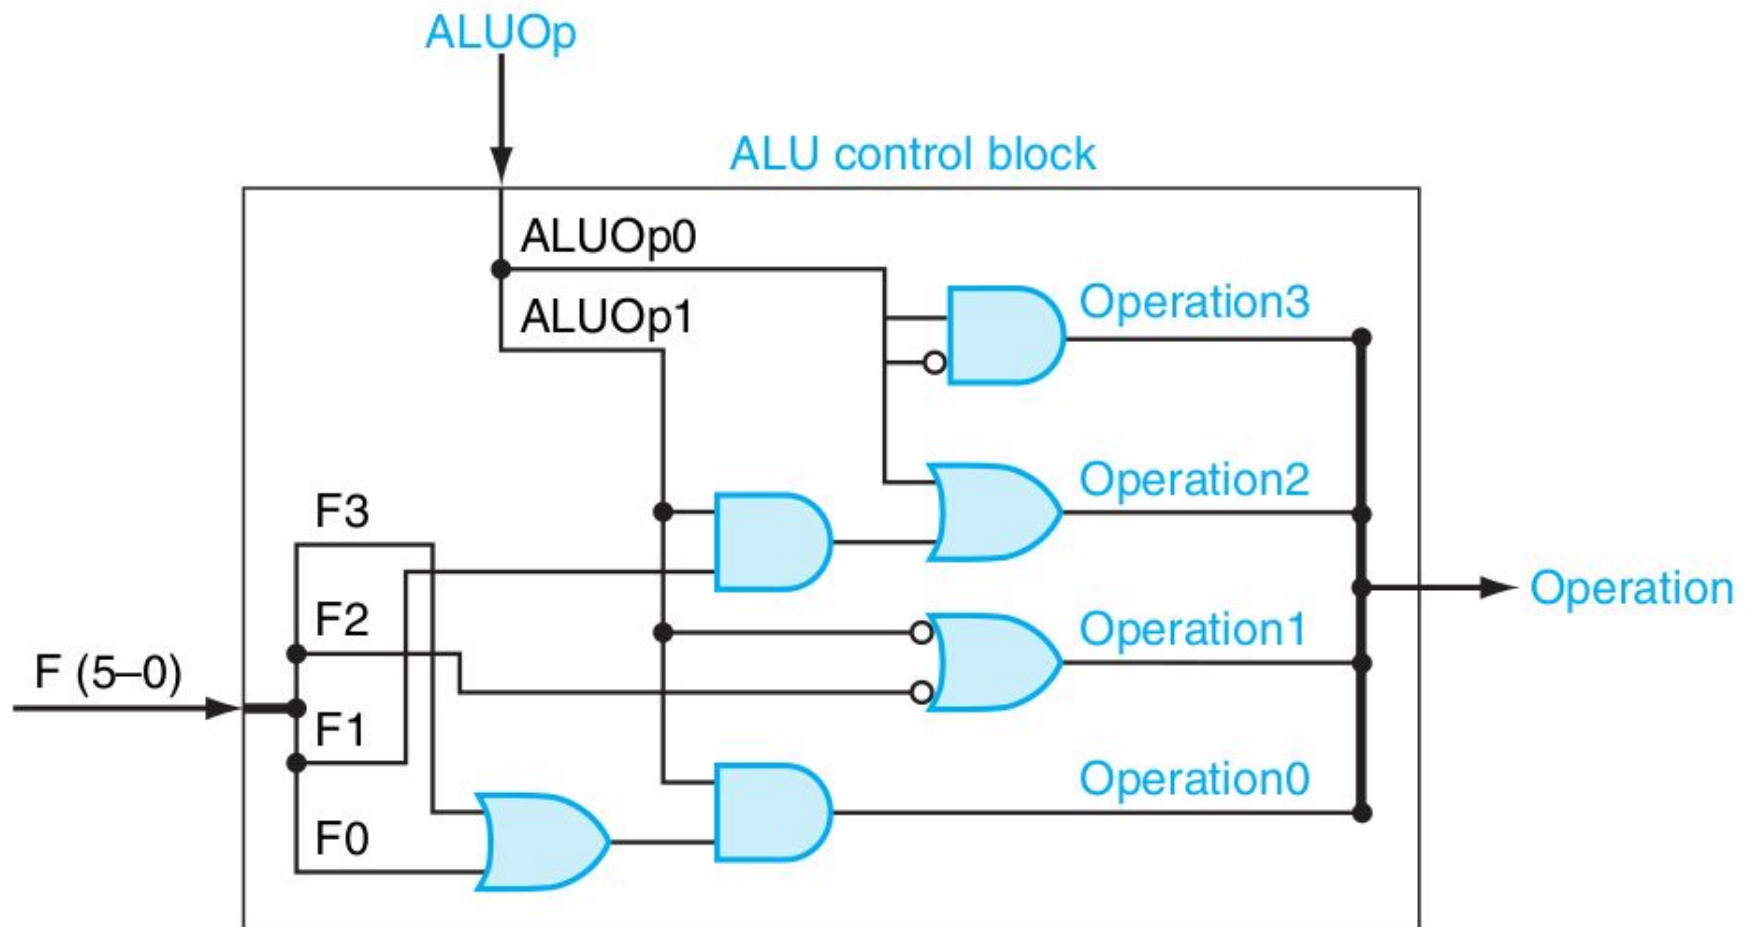 ALUOp
ALU control block
ALUOp0
ALUOp1
Operation3
Operation2
F3
Operation
F2
Operation1
F (5–0)
F1
Operation0
F0